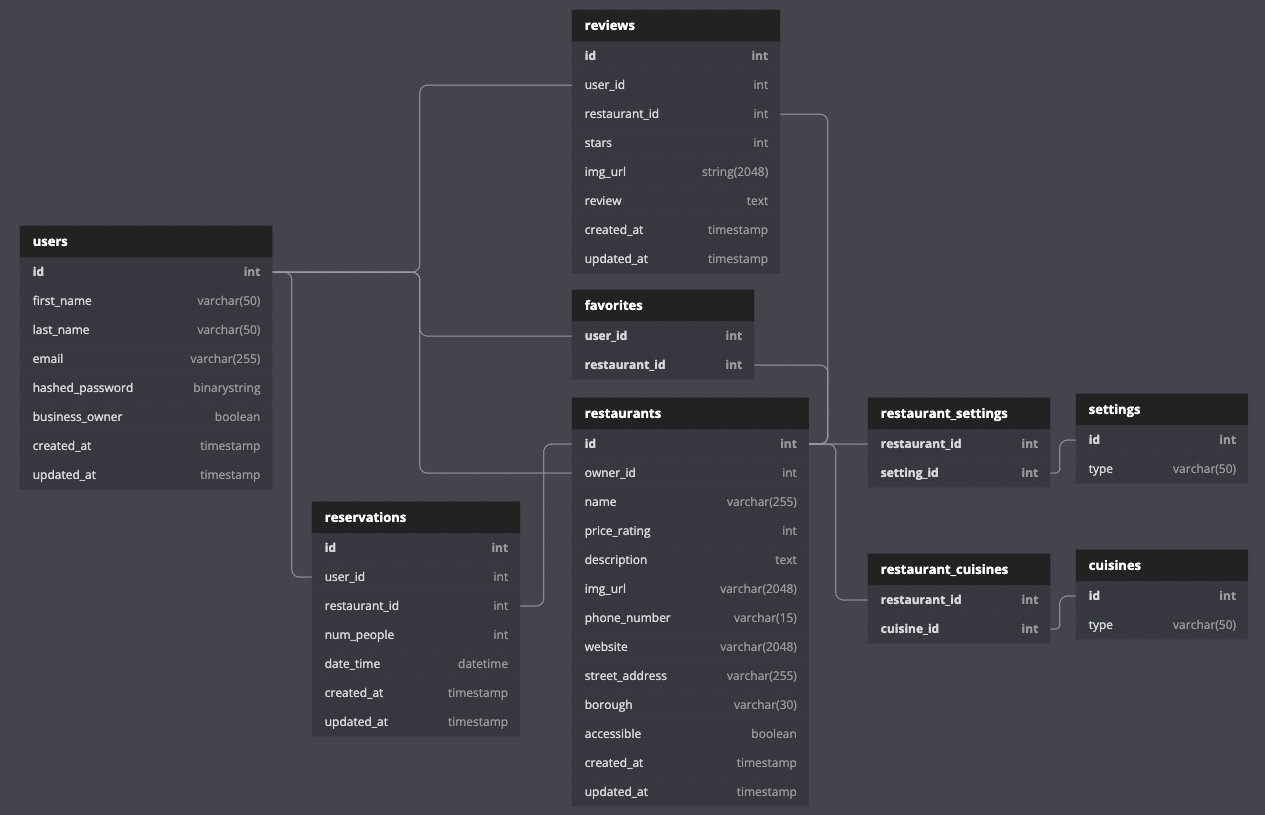 reviews
id int
user_id int
restaurant_id int
stars int
img_url string(2048)
review text
created_at timestamp
updated_at timestamp
users
id int
first_name varchar(50)
last_name varchar(50)
email varchar(255)
hashed_password binarystring
business_owner boolean
created_at timestamp
updated_at timestamp
favorites
user_id int
restaurant_id int
restaurants
id int
owner_id int
name varchar(255)
price_rating int
description text
img_url varchar(2048)
phone_number varchar(15)
website varchar(2048)
street_address varchar(255)
borough varchar(30)
accessible boolean
created_at timestamp
updated_at timestamp
reservations
id int
user_id int
restaurant_id int
num_people int
date_time datetime
created_at timestamp
updated_at timestamp
restaurant_settings
restaurant_id int
setting_id int
settings
id int
type varchar(50)
restaurant_cuisines
restaurant_id int
cuisine_id int
cuisines
id int
type varchar(50)